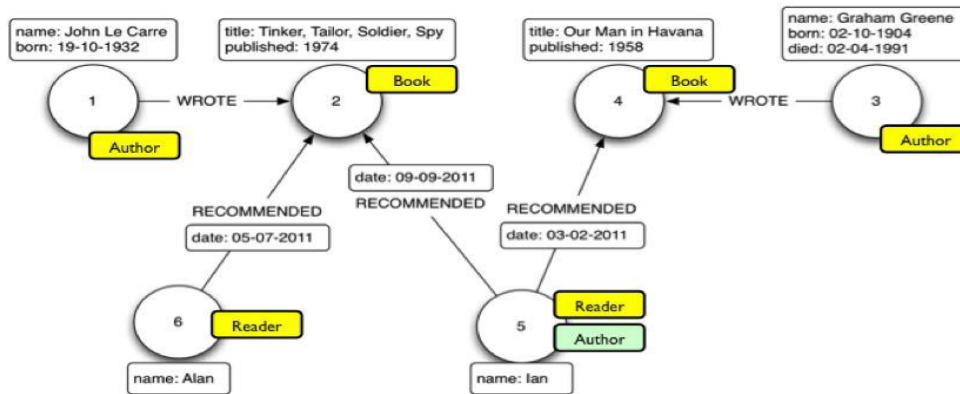 name: John Le Carre
born: 19-10-1932
title: Tinker, Tailor, Soldier, Spy
published: 1974
title: Our Man in Havana
published: 1958
name: Graham Greene
born: 02-10-1904
died: 02-04-1991
1
WROTE
2
Book
4
Book
WROTE
3
Author
Author
date: 09-09-2011
RECOMMENDED
RECOMMENDED
RECOMMENDED
date: 05-07-2011
date: 03-02-2011
6
Reader
5
Reader
Author
name: Alan
name: Ian